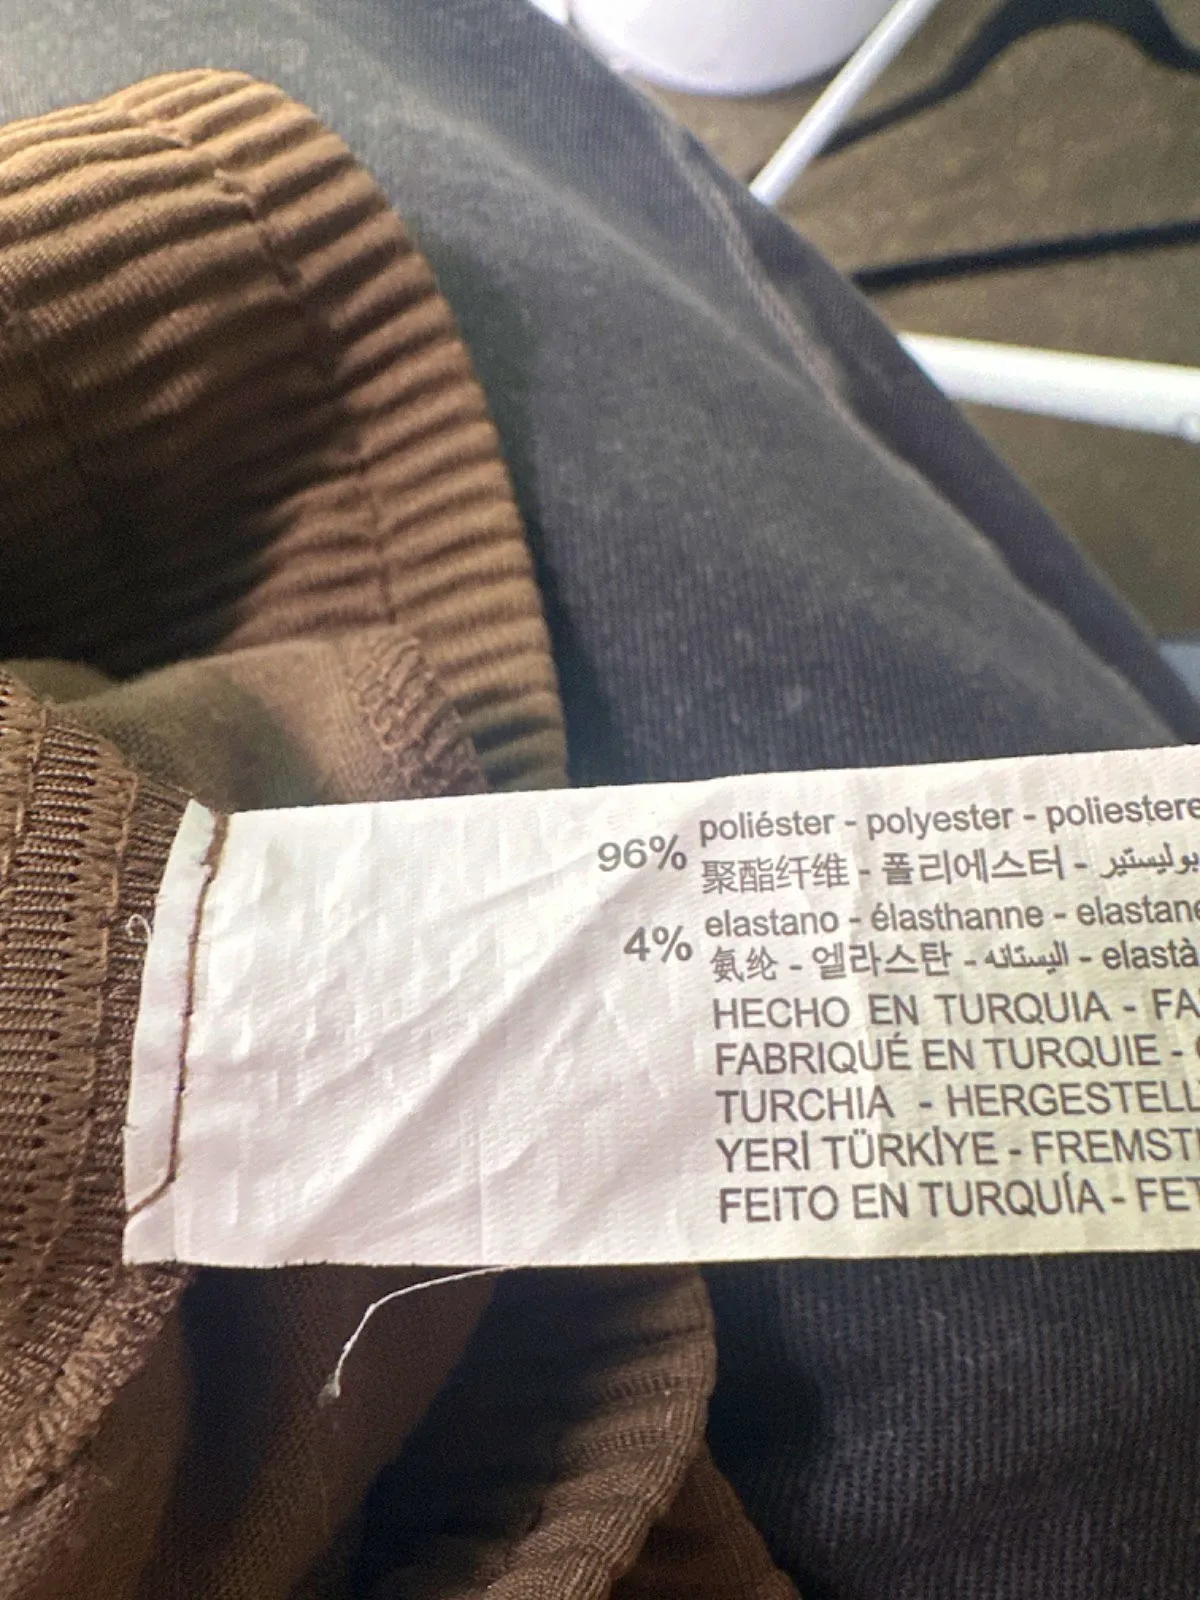 96% poliéster - polyester - poliestere
聚酯纤维 - 폴리에스터 - بوليستير
4% elastano - élasthanne - elastane
氨纶 - 엘라스탄 - اليستانه - elastà
HECHO EN TURQUIA - FA
FABRIQUÉ EN TURQUIE -
TURCHIA - HERGESTELL
YERİ TÜRKİYE - FREMST
FEITO EN TURQUÍA - FET